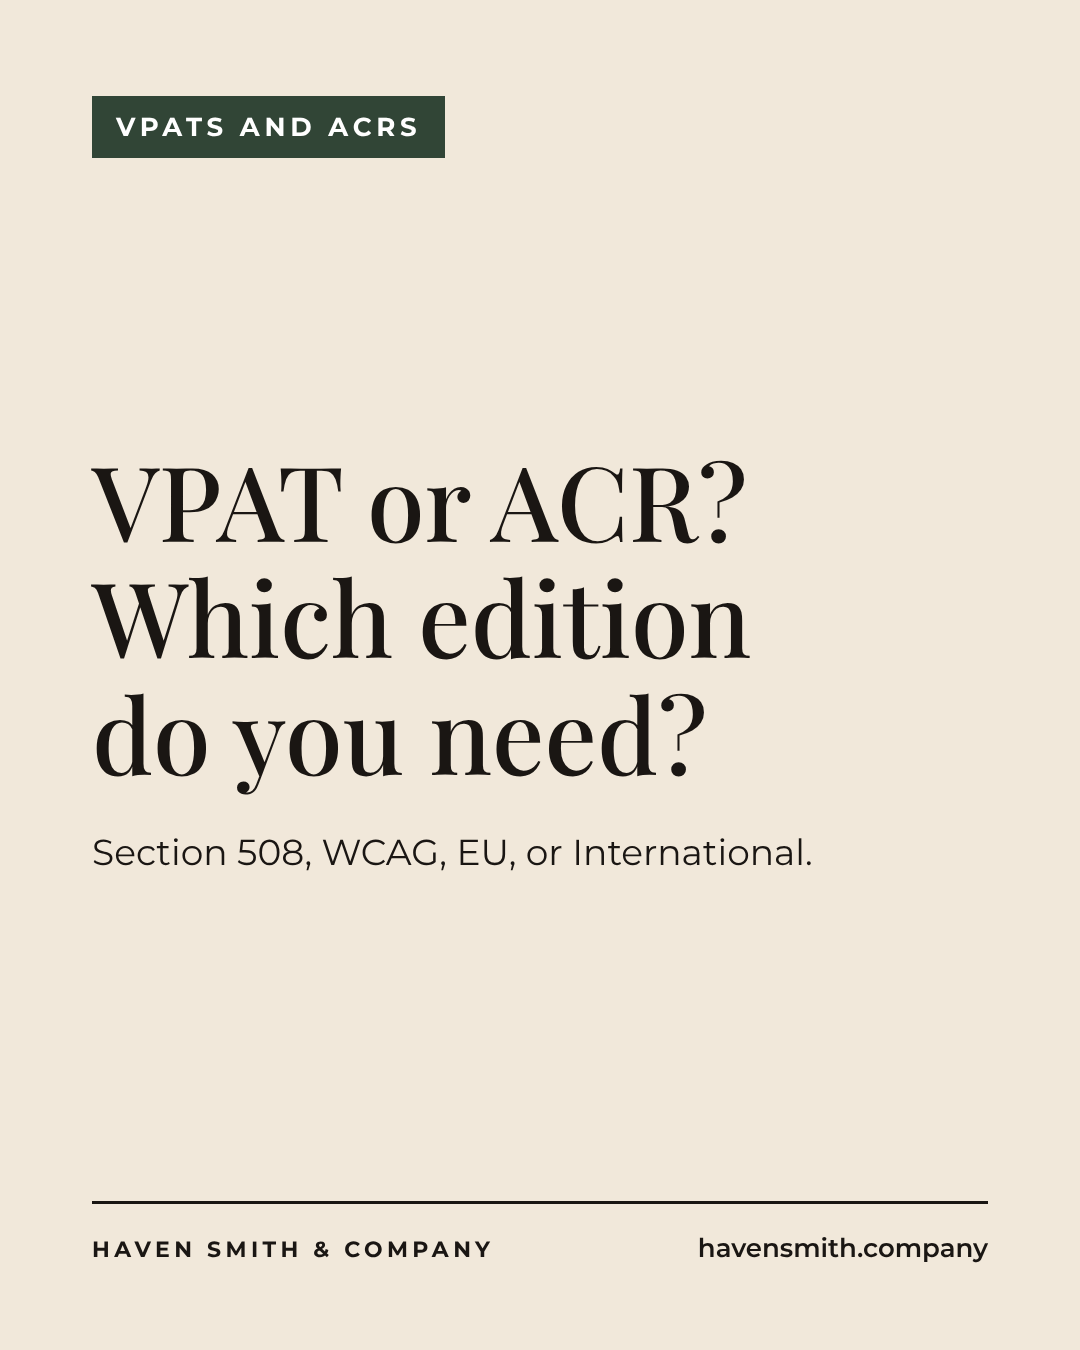 VPATS AND ACRS
VPAT or ACR?
Which edition
do you need?
Section 508, WCAG, EU, or International.
HAVEN SMITH & COMPANY
havensmith.company